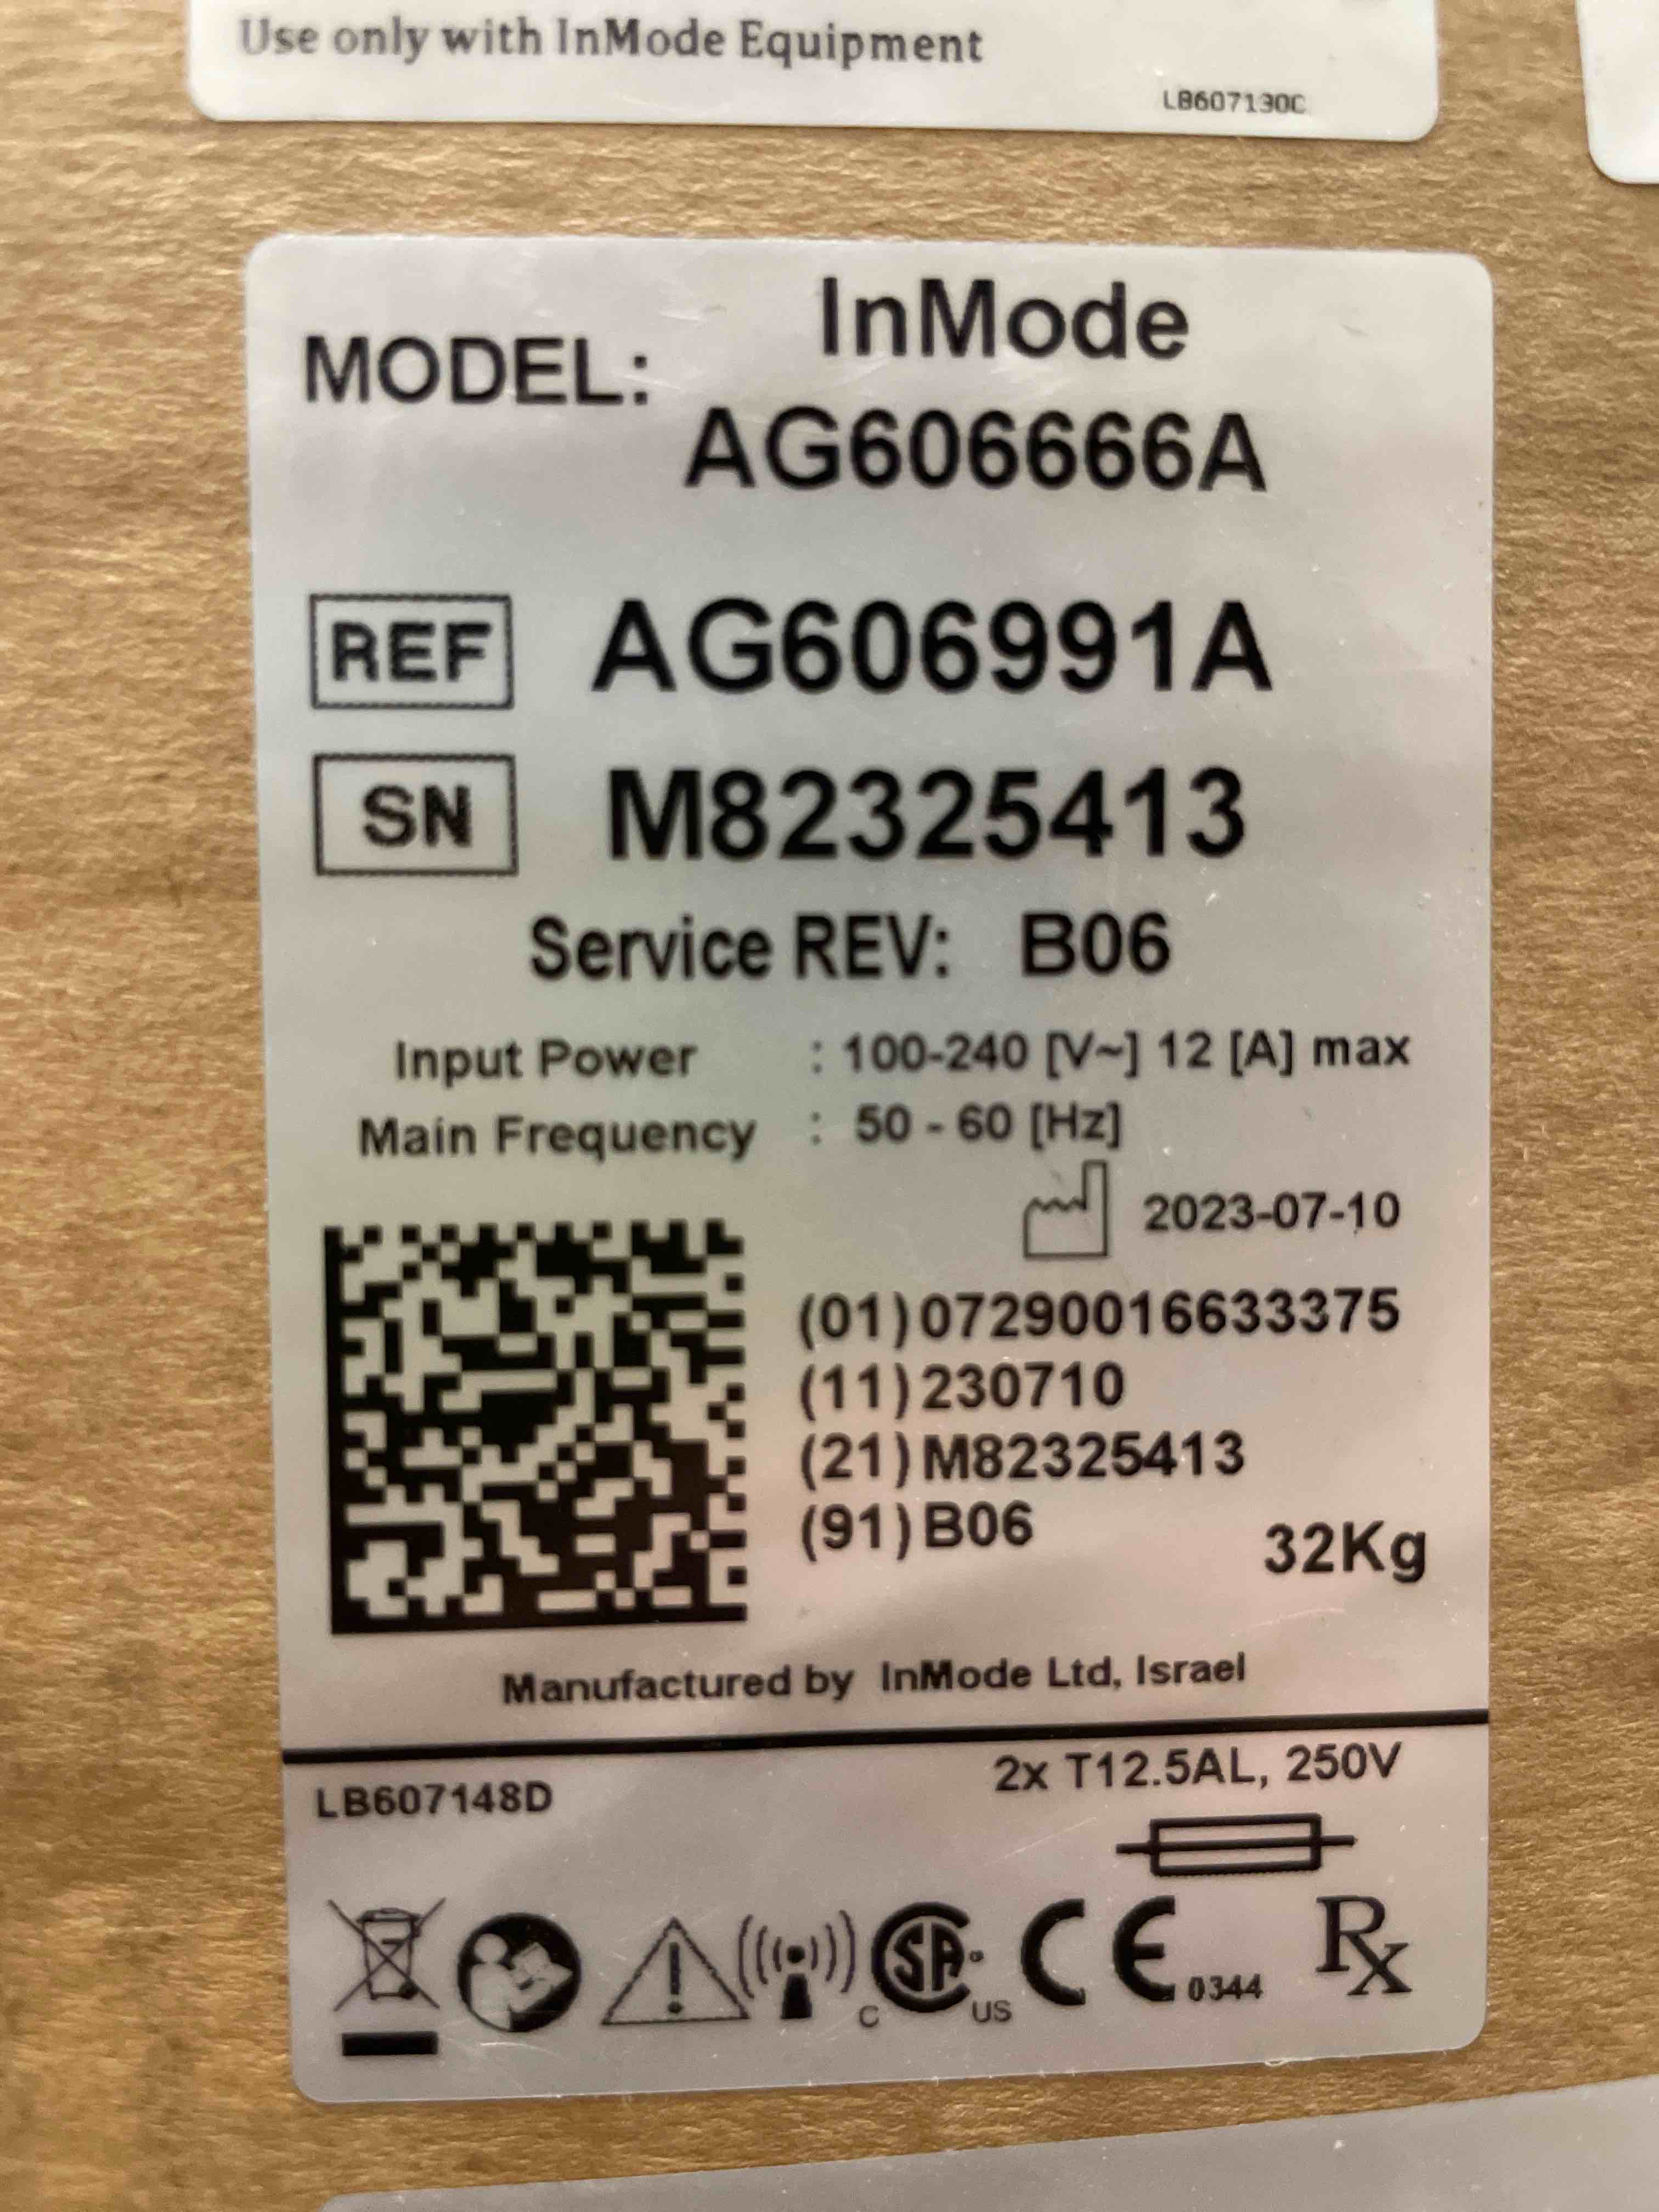 Use only with InMode Equipment
LB607130C
MODEL: InMode
AG606666A
REF AG606991A
SN M82325413
Service REV: B06
Input Power : 100-240 [V~] 12 [A] max
Main Frequency : 50 - 60 [Hz]
2023-07-10
(01)07290016633375
(11)230710
(21)M82325413
(91)B06
32Kg
Manufactured by InMode Ltd, Israel
2x T12.5AL, 250V
LB607148D
C SA US CE 0344 Rx